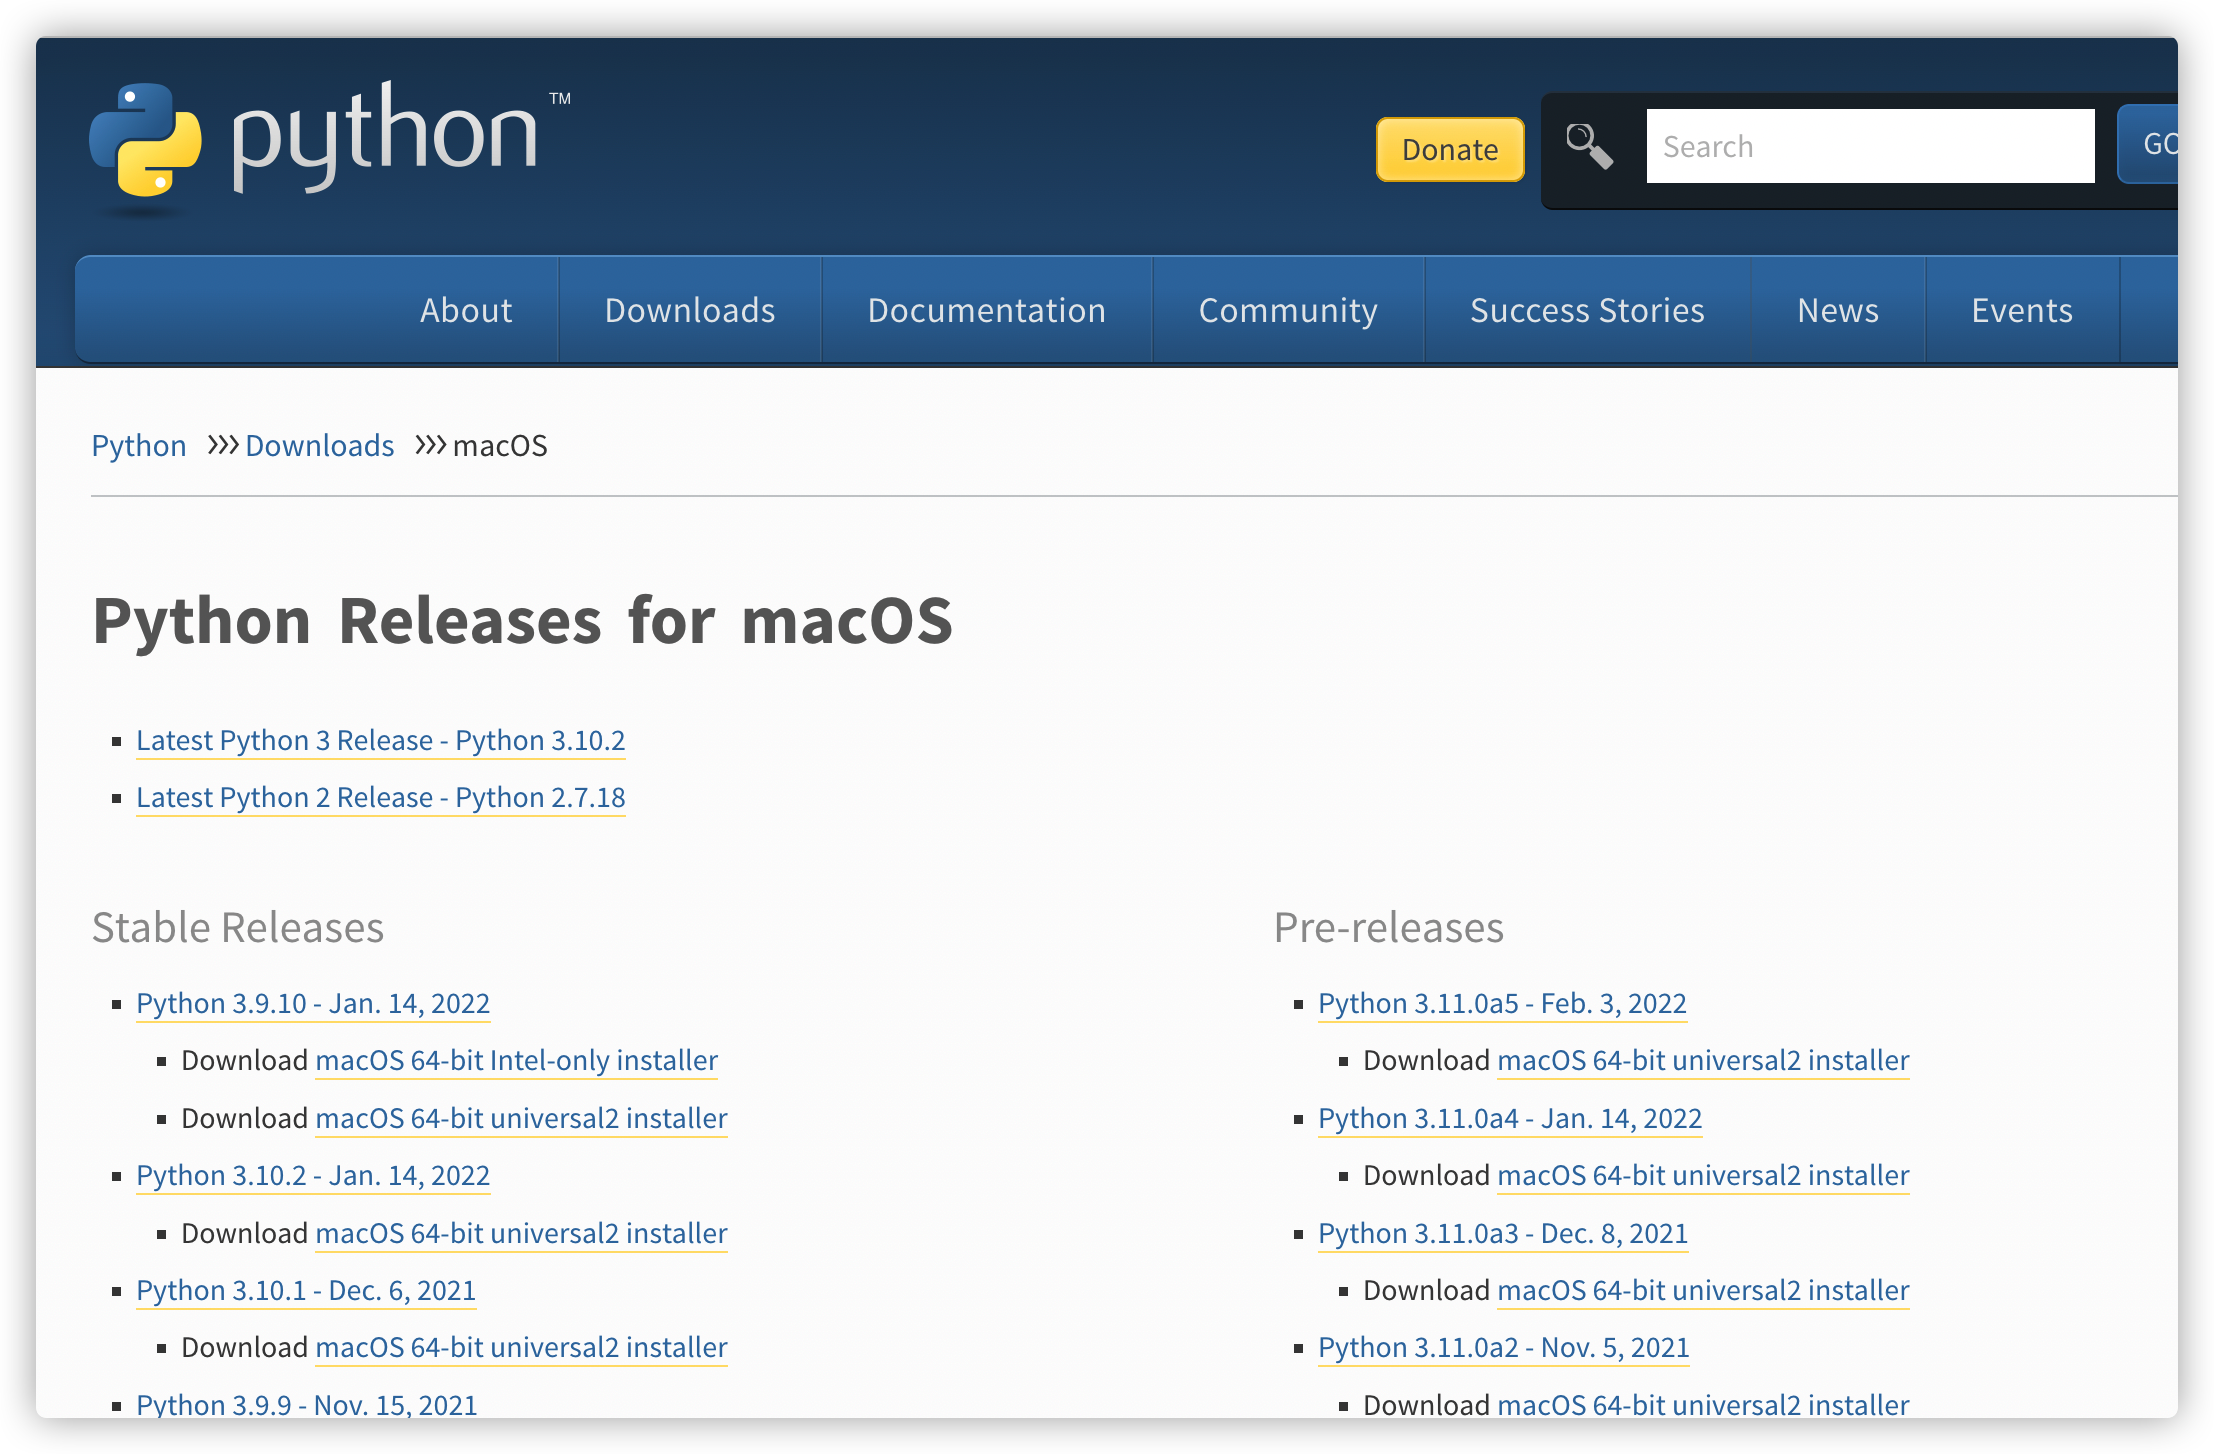 python™
Donate
Search
GO
About
Downloads
Documentation
Community
Success Stories
News
Events
Python >>> Downloads >>> macOS
Python Releases for macOS
Latest Python 3 Release - Python 3.10.2
Latest Python 2 Release - Python 2.7.18
Stable Releases
Python 3.9.10 - Jan. 14, 2022
Download macOS 64-bit Intel-only installer
Download macOS 64-bit universal2 installer
Python 3.10.2 - Jan. 14, 2022
Download macOS 64-bit universal2 installer
Python 3.10.1 - Dec. 6, 2021
Download macOS 64-bit universal2 installer
Python 3.9.9 - Nov. 15, 2021
Pre-releases
Python 3.11.0a5 - Feb. 3, 2022
Download macOS 64-bit universal2 installer
Python 3.11.0a4 - Jan. 14, 2022
Download macOS 64-bit universal2 installer
Python 3.11.0a3 - Dec. 8, 2021
Download macOS 64-bit universal2 installer
Python 3.11.0a2 - Nov. 5, 2021
Download macOS 64-bit universal2 installer